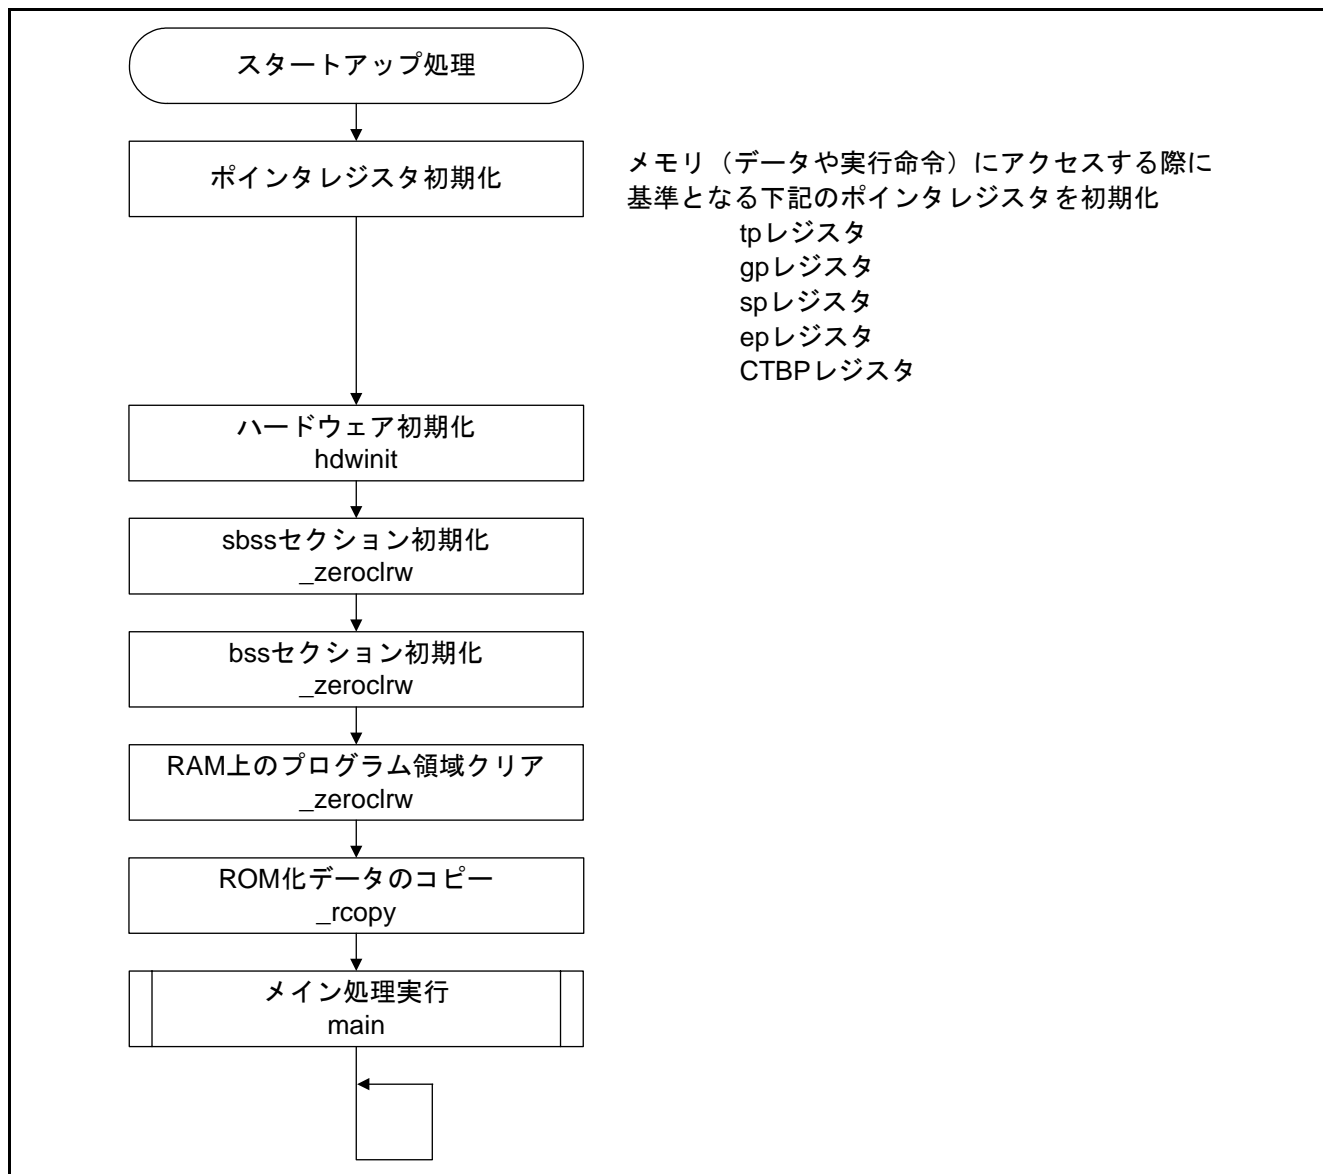 スタートアップ処理
ポインタレジスタ初期化
メモリ（データや実行命令）にアクセスする際に
基準となる下記のポインタレジスタを初期化
tpレジスタ
gpレジスタ
spレジスタ
epレジスタ
CTBPレジスタ
ハードウェア初期化
hdwinit
sbssセクション初期化
_zeroclrw
bssセクション初期化
_zeroclrw
RAM上のプログラム領域クリア
_zeroclrw
ROM化データのコピー
_rcopy
メイン処理実行
main